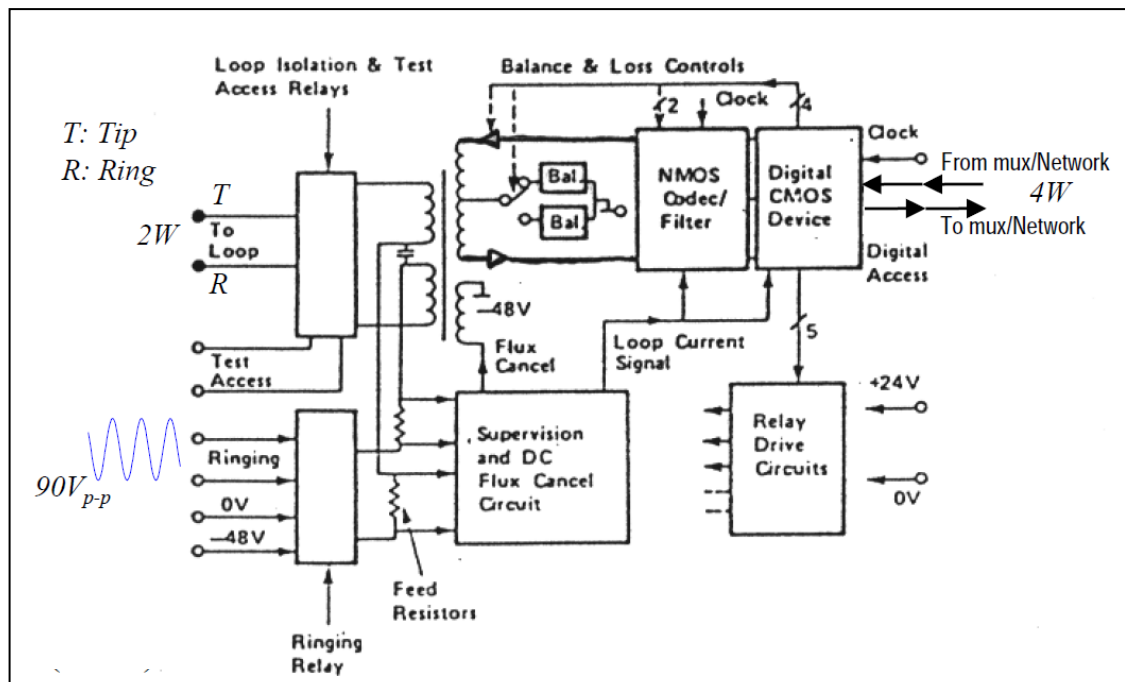 Loop Isolation & Test
Access Relays
Balance & Loss Controls
T: Tip
R: Ring
2
Clock
4
Clock
From mux/Network
4W
To mux/Network
Digital
Access
T
2W
To
Loop
R
Bal
Bal
NMOS
Codec/
Filter
Digital
CMOS
Device
—48V
Flux
Cancel
Loop Current
Signal
5
Test
Access
+24V
Relay
Drive
Circuits
0V
Ringing
90Vp-p
0V
—48V
Supervision
and DC
Flux Cancel
Circuit
Feed
Resistors
Ringing
Relay